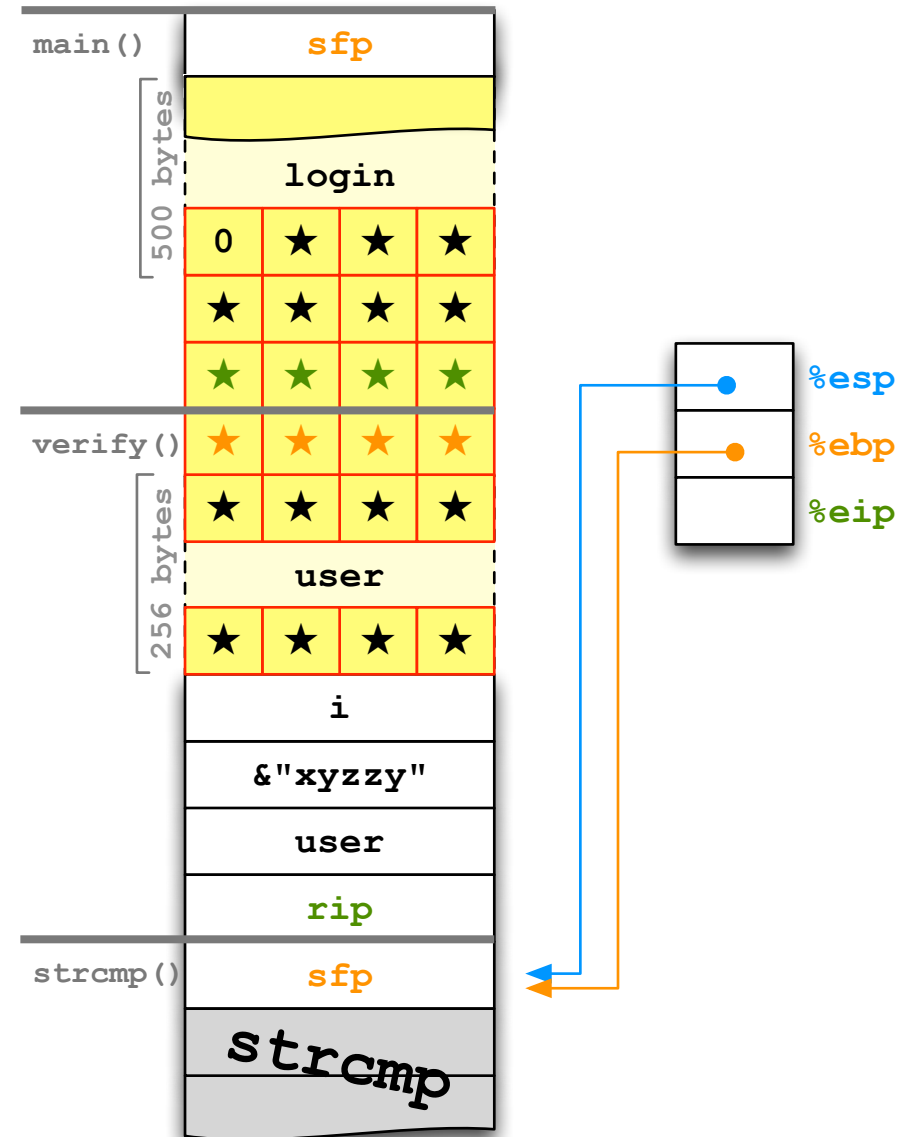 main() sfp
500 bytes
login
0 ★ ★ ★
★ ★ ★ ★
★ ★ ★ ★
%esp
verify() ★ ★ ★ ★
%ebp
256 bytes
★ ★ ★ ★
%eip
user
★ ★ ★ ★
i
&"xyzzy"
user
rip
strcmp() sfp
strcmp